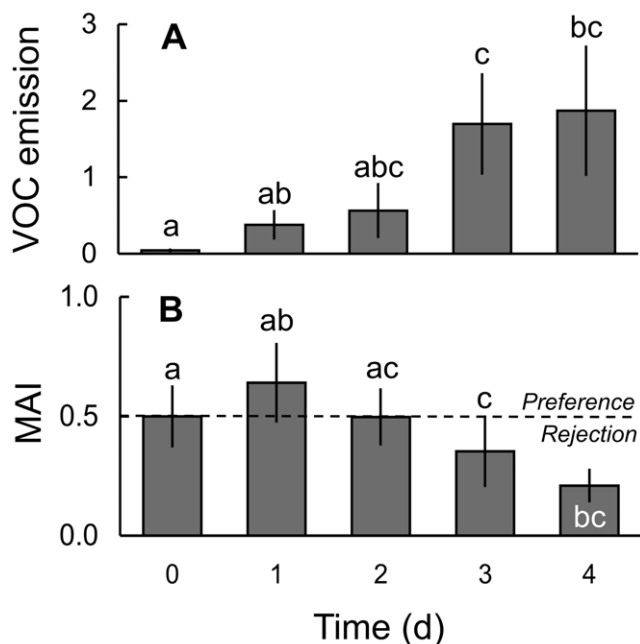 A
VOC emission
3
2
1
0
a
ab
abc
c
bc
B
MAI
1.0
0.5
0.0
a
ab
ac
c
bc
Preference
Rejection
0 1 2 3 4
Time (d)